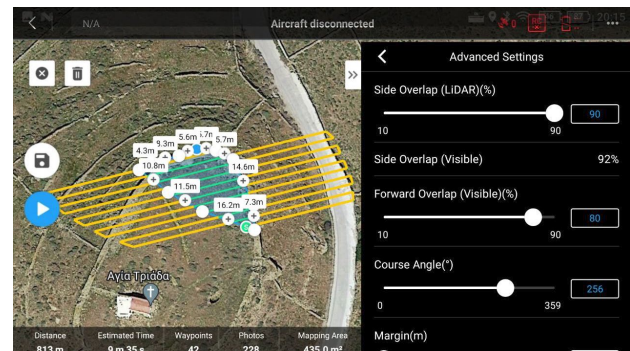 N/A
Aircraft disconnected
20:15
Advanced Settings
Side Overlap (LiDAR)(%)
90
10
90
Side Overlap (Visible)
92%
Forward Overlap (Visible)(%)
80
10
90
Course Angle(°)
256
0
359
Margin(m)
5.6m
5.7m
4.3m
10.8m
14.6m
11.5m
16.2m
7.3m
Αγία Τριάδα
Distance
Estimated Time
Waypoints
Photos
Mapping Area
813 m
9 m 35 s
42
228
435.0 m²